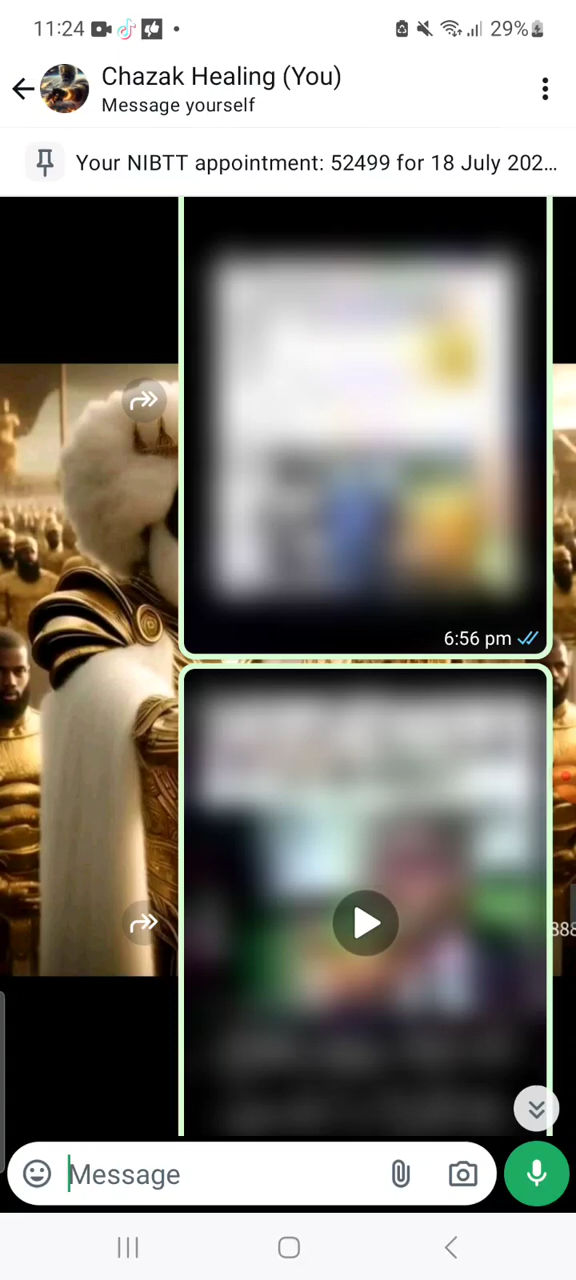 11:24
29%
Chazak Healing (You)
Message yourself
Your NIBTT appointment: 52499 for 18 July 202...
6:56 pm
888
Message